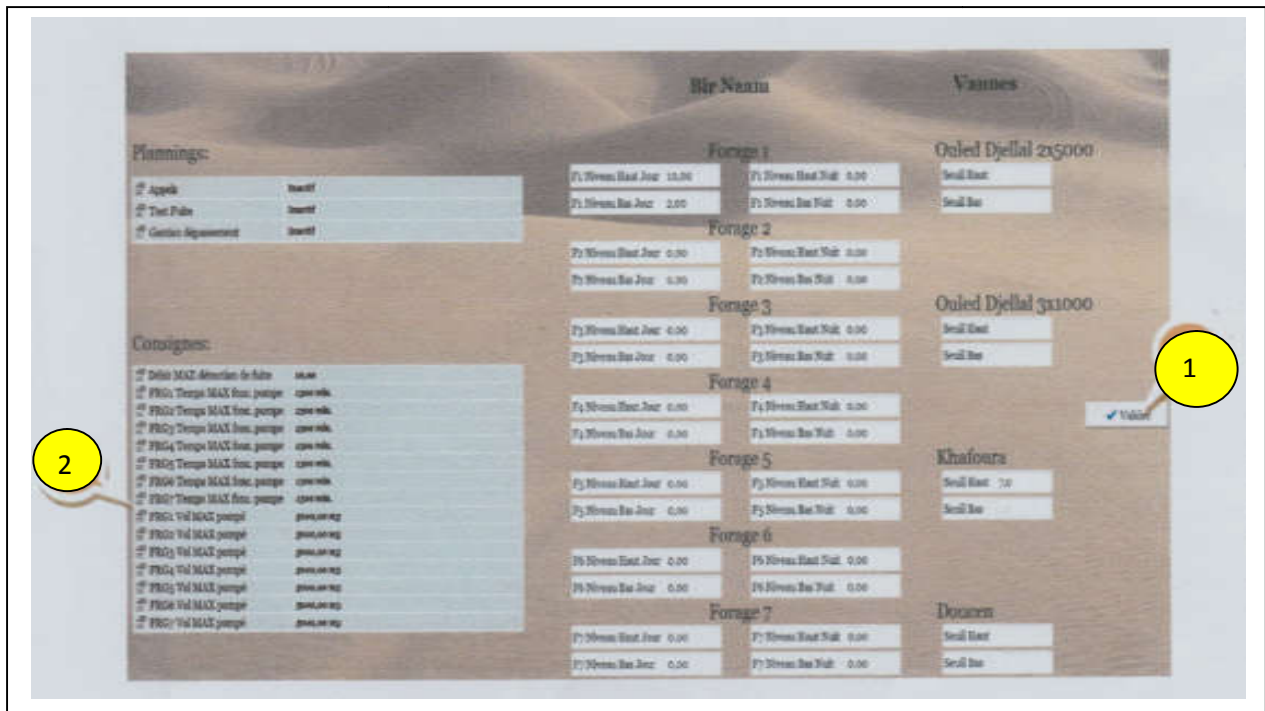 Bir Naam
Vannes
Plannings:
Appels Inactif
Test Fuite Inactif
Gestion dépassement Inactif
Consignes:
Débit MAX détection de fuite
FRG1 Temps MAX fonc. pompe
FRG2 Temps MAX fonc. pompe
FRG3 Temps MAX fonc. pompe
FRG4 Temps MAX fonc. pompe
FRG5 Temps MAX fonc. pompe
FRG6 Temps MAX fonc. pompe
FRG7 Temps MAX fonc. pompe
FRG1 Vol MAX pompé
FRG2 Vol MAX pompé
FRG3 Vol MAX pompé
FRG4 Vol MAX pompé
FRG5 Vol MAX pompé
FRG6 Vol MAX pompé
FRG7 Vol MAX pompé
Forage 1
F1 Niveau Haut Jour 10,00 F1 Niveau Haut Nuit 0,00
F1 Niveau Bas Jour 2,00 F1 Niveau Bas Nuit 0,00
Forage 2
F2 Niveau Haut Jour 0,00 F2 Niveau Haut Nuit 0,00
F2 Niveau Bas Jour 0,00 F2 Niveau Bas Nuit 0,00
Forage 3
F3 Niveau Haut Jour 0,00 F3 Niveau Haut Nuit 0,00
F3 Niveau Bas Jour 0,00 F3 Niveau Bas Nuit 0,00
Forage 4
F4 Niveau Haut Jour 0,00 F4 Niveau Haut Nuit 0,00
F4 Niveau Bas Jour 0,00 F4 Niveau Bas Nuit 0,00
Forage 5
F5 Niveau Haut Jour 0,00 F5 Niveau Haut Nuit 0,00
F5 Niveau Bas Jour 0,00 F5 Niveau Bas Nuit 0,00
Forage 6
F6 Niveau Haut Jour 0,00 F6 Niveau Haut Nuit 0,00
F6 Niveau Bas Jour 0,00 F6 Niveau Bas Nuit 0,00
Forage 7
F7 Niveau Haut Jour 0,00 F7 Niveau Haut Nuit 0,00
F7 Niveau Bas Jour 0,00 F7 Niveau Bas Nuit 0,00
Ouled Djellal 2x5000
Seuil Haut
Seuil Bas
Ouled Djellal 3x1000
Seuil Haut
Seuil Bas
Khafoura
Seuil Haut 7,0
Seuil Bas
Doucen
Seuil Haut
Seuil Bas
Valider
1
2